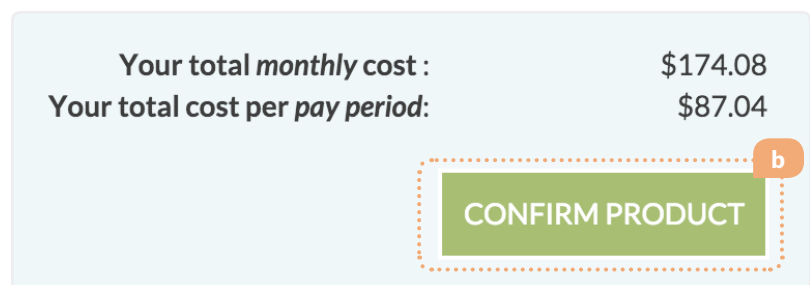 Your total monthly cost : $174.08
Your total cost per pay period: $87.04
b
CONFIRM PRODUCT